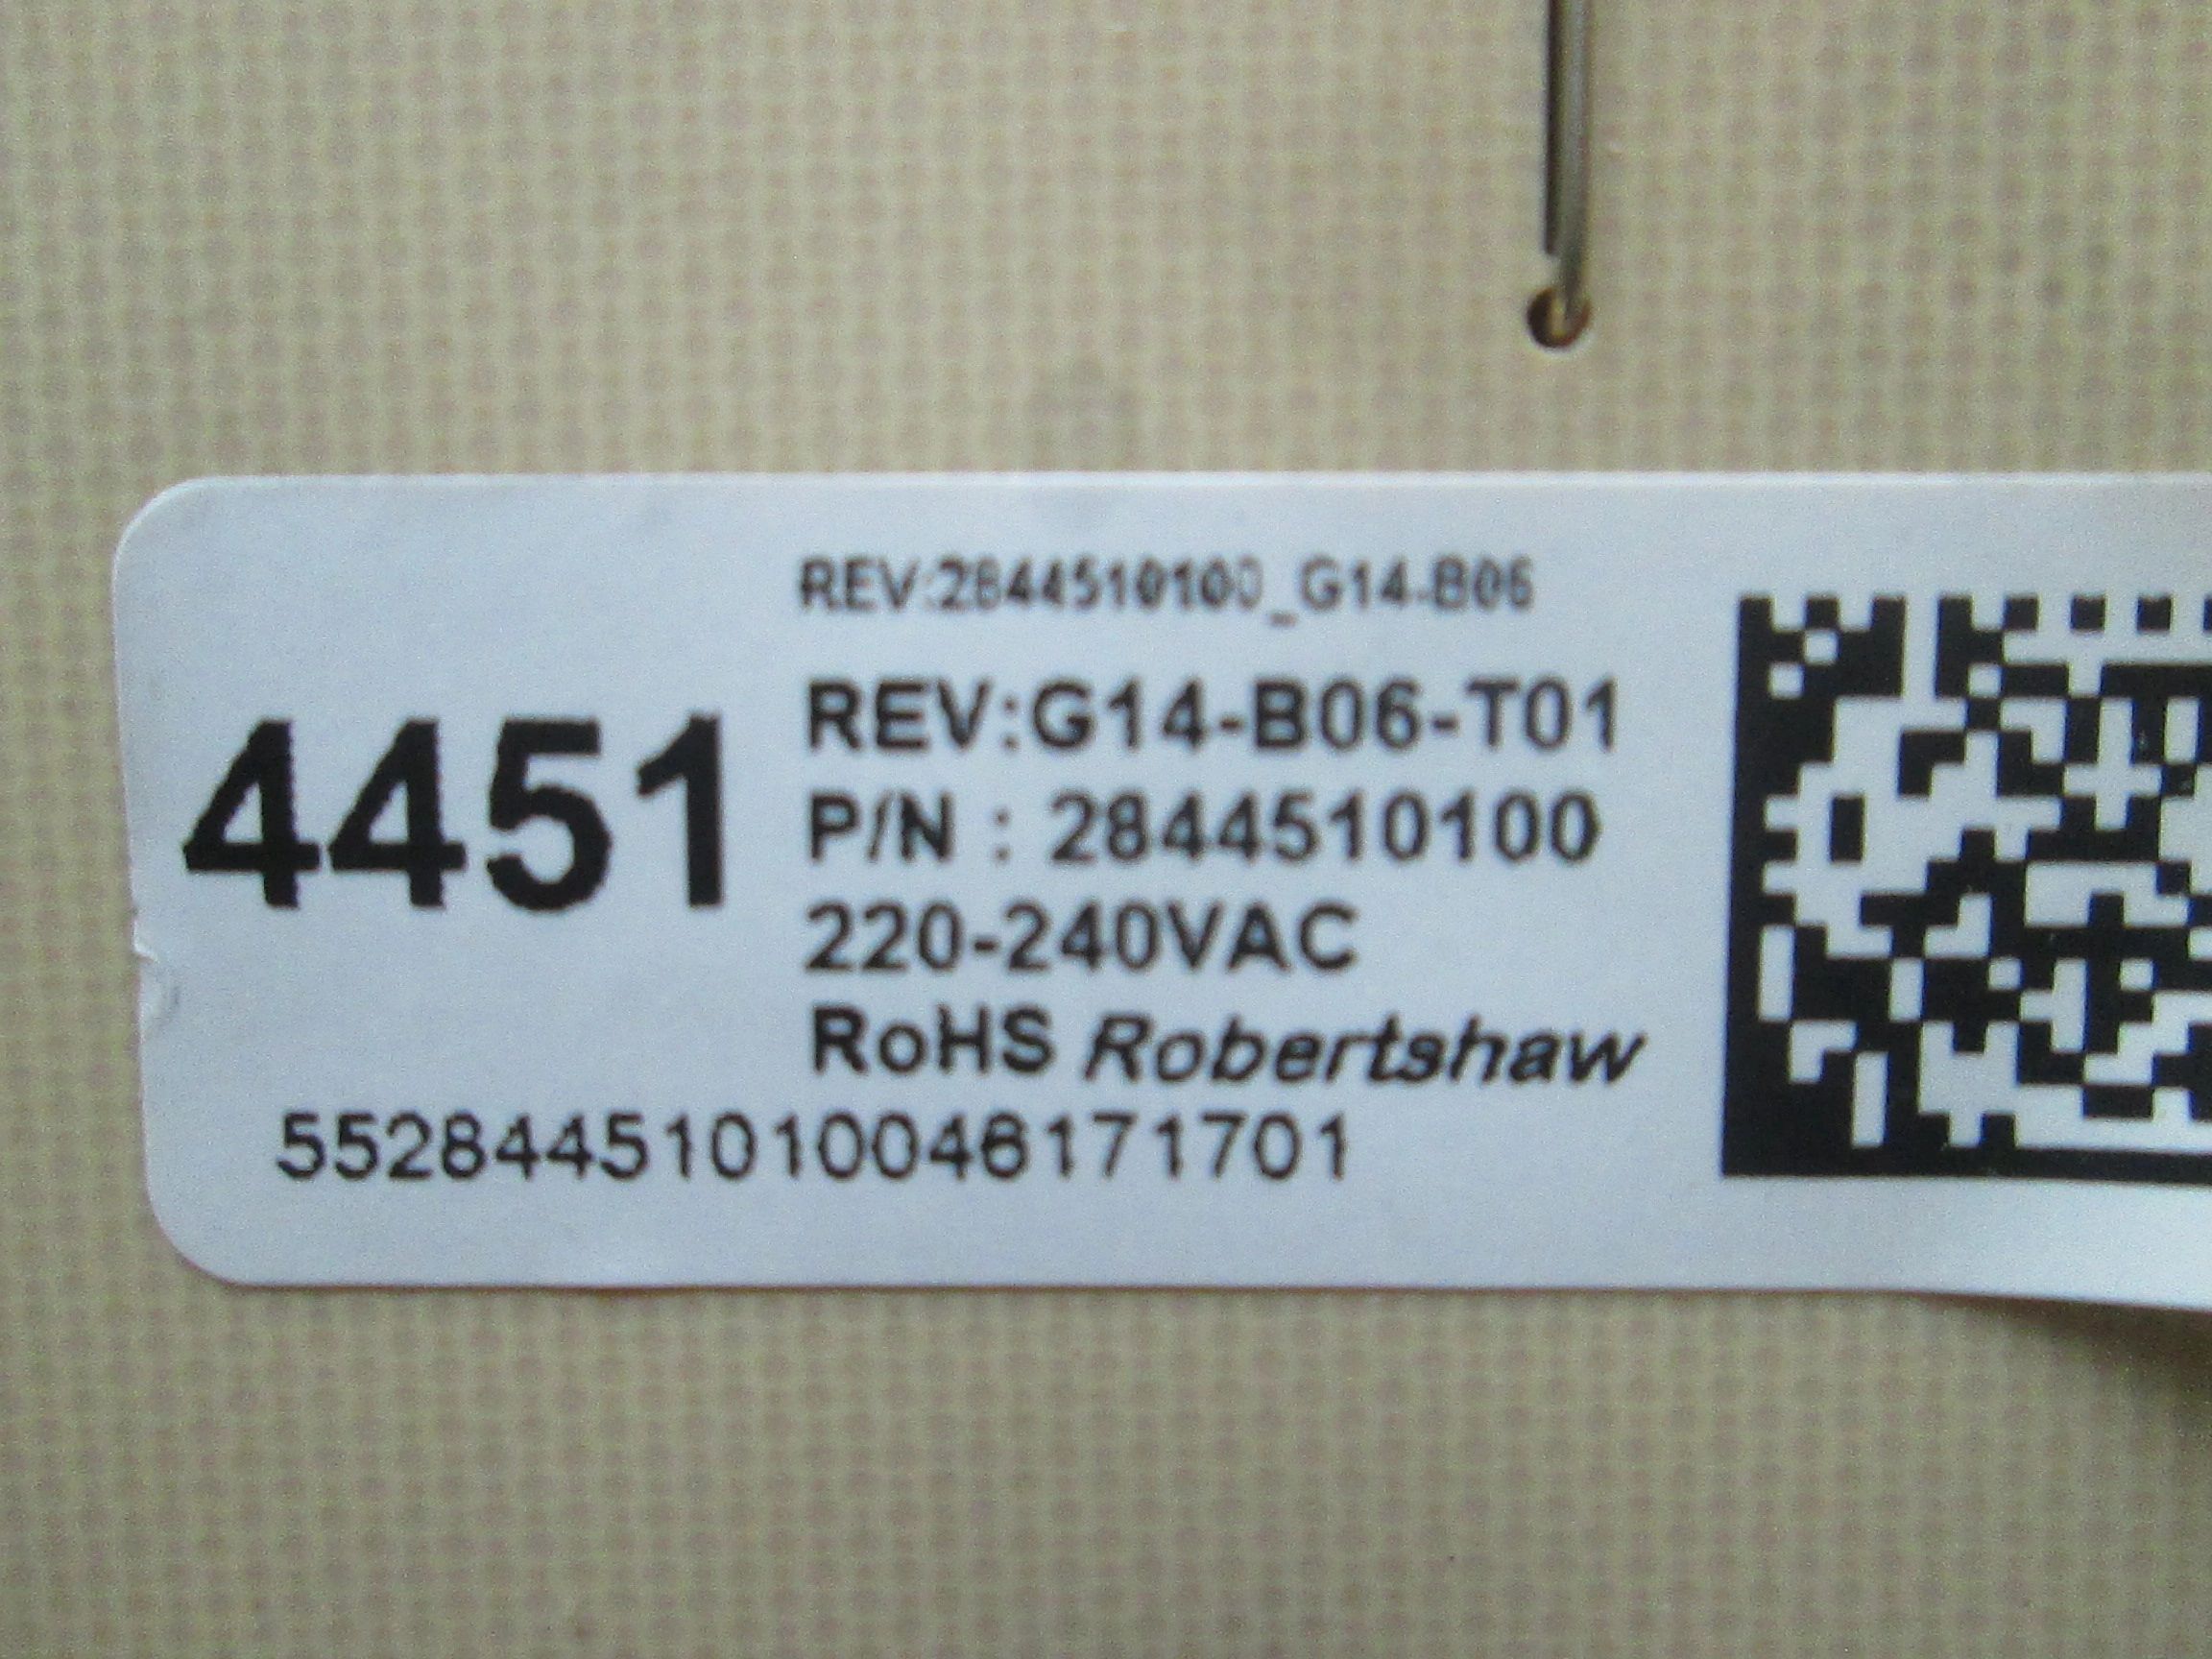 REV:2844510100_G14-B06
4451
REV:G14-B06-T01
P/N : 2844510100
220-240VAC
RoHS Robertshaw
55284451010046171701